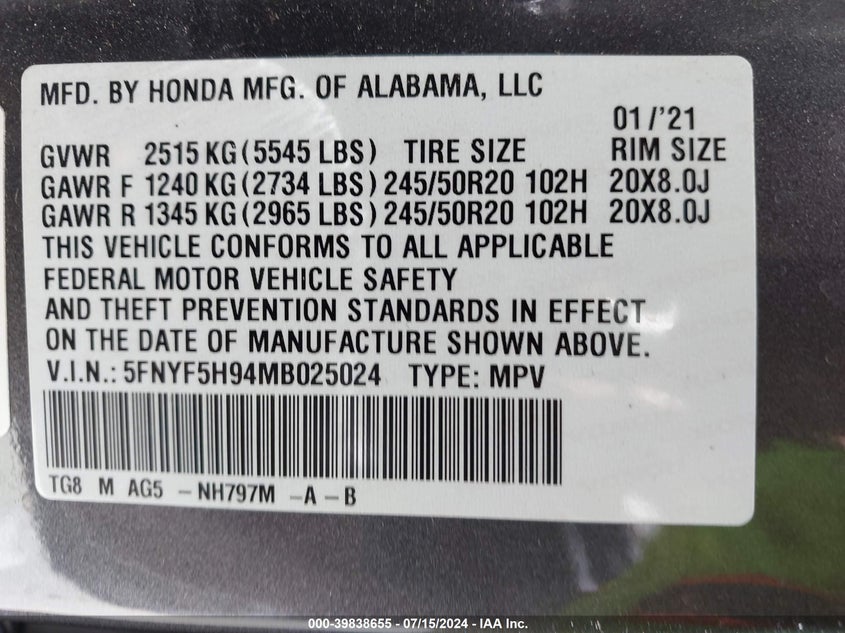 MFD. BY HONDA MFG. OF ALABAMA, LLC
01/'21
GVWR 2515 KG (5545 LBS) TIRE SIZE RIM SIZE
GAWR F 1240 KG (2734 LBS) 245/50R20 102H 20X8.0J
GAWR R 1345 KG (2965 LBS) 245/50R20 102H 20X8.0J
THIS VEHICLE CONFORMS TO ALL APPLICABLE
FEDERAL MOTOR VEHICLE SAFETY
AND THEFT PREVENTION STANDARDS IN EFFECT
ON THE DATE OF MANUFACTURE SHOWN ABOVE.
V.I.N.: 5FNYF5H94MB025024 TYPE: MPV
TG8 M AG5 -NH797M -A -B
000-39838655 / 07/15/2024 - IAA Inc.